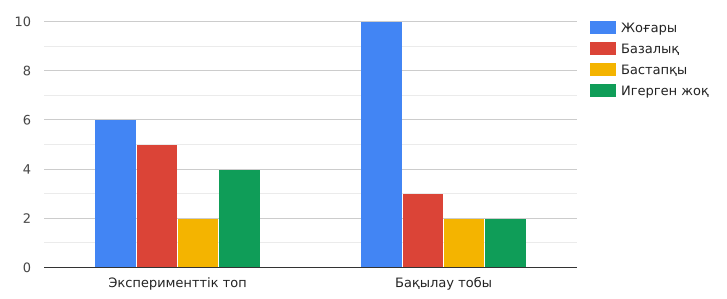 10
8
6
4
2
0
Эксперименттік топ
Бақылау тобы
Жоғары
Базалық
Бастапқы
Игерген жоқ